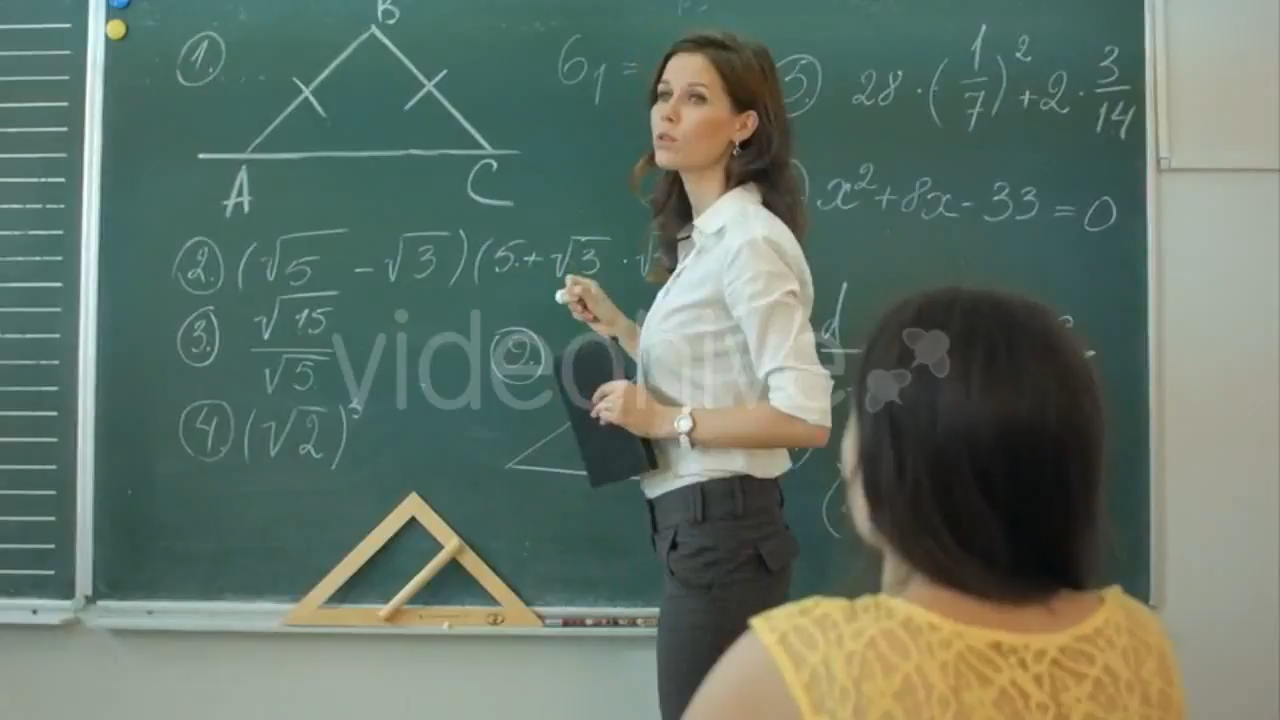 B
1.
A C
2. (√5 - √3)(5 + √3 · √
3. √15/√5
4. (√2)³
6₁ =
5) 28 · (1/7)² + 2 · 3/14
x² + 8x - 33 = 0
d
videohive